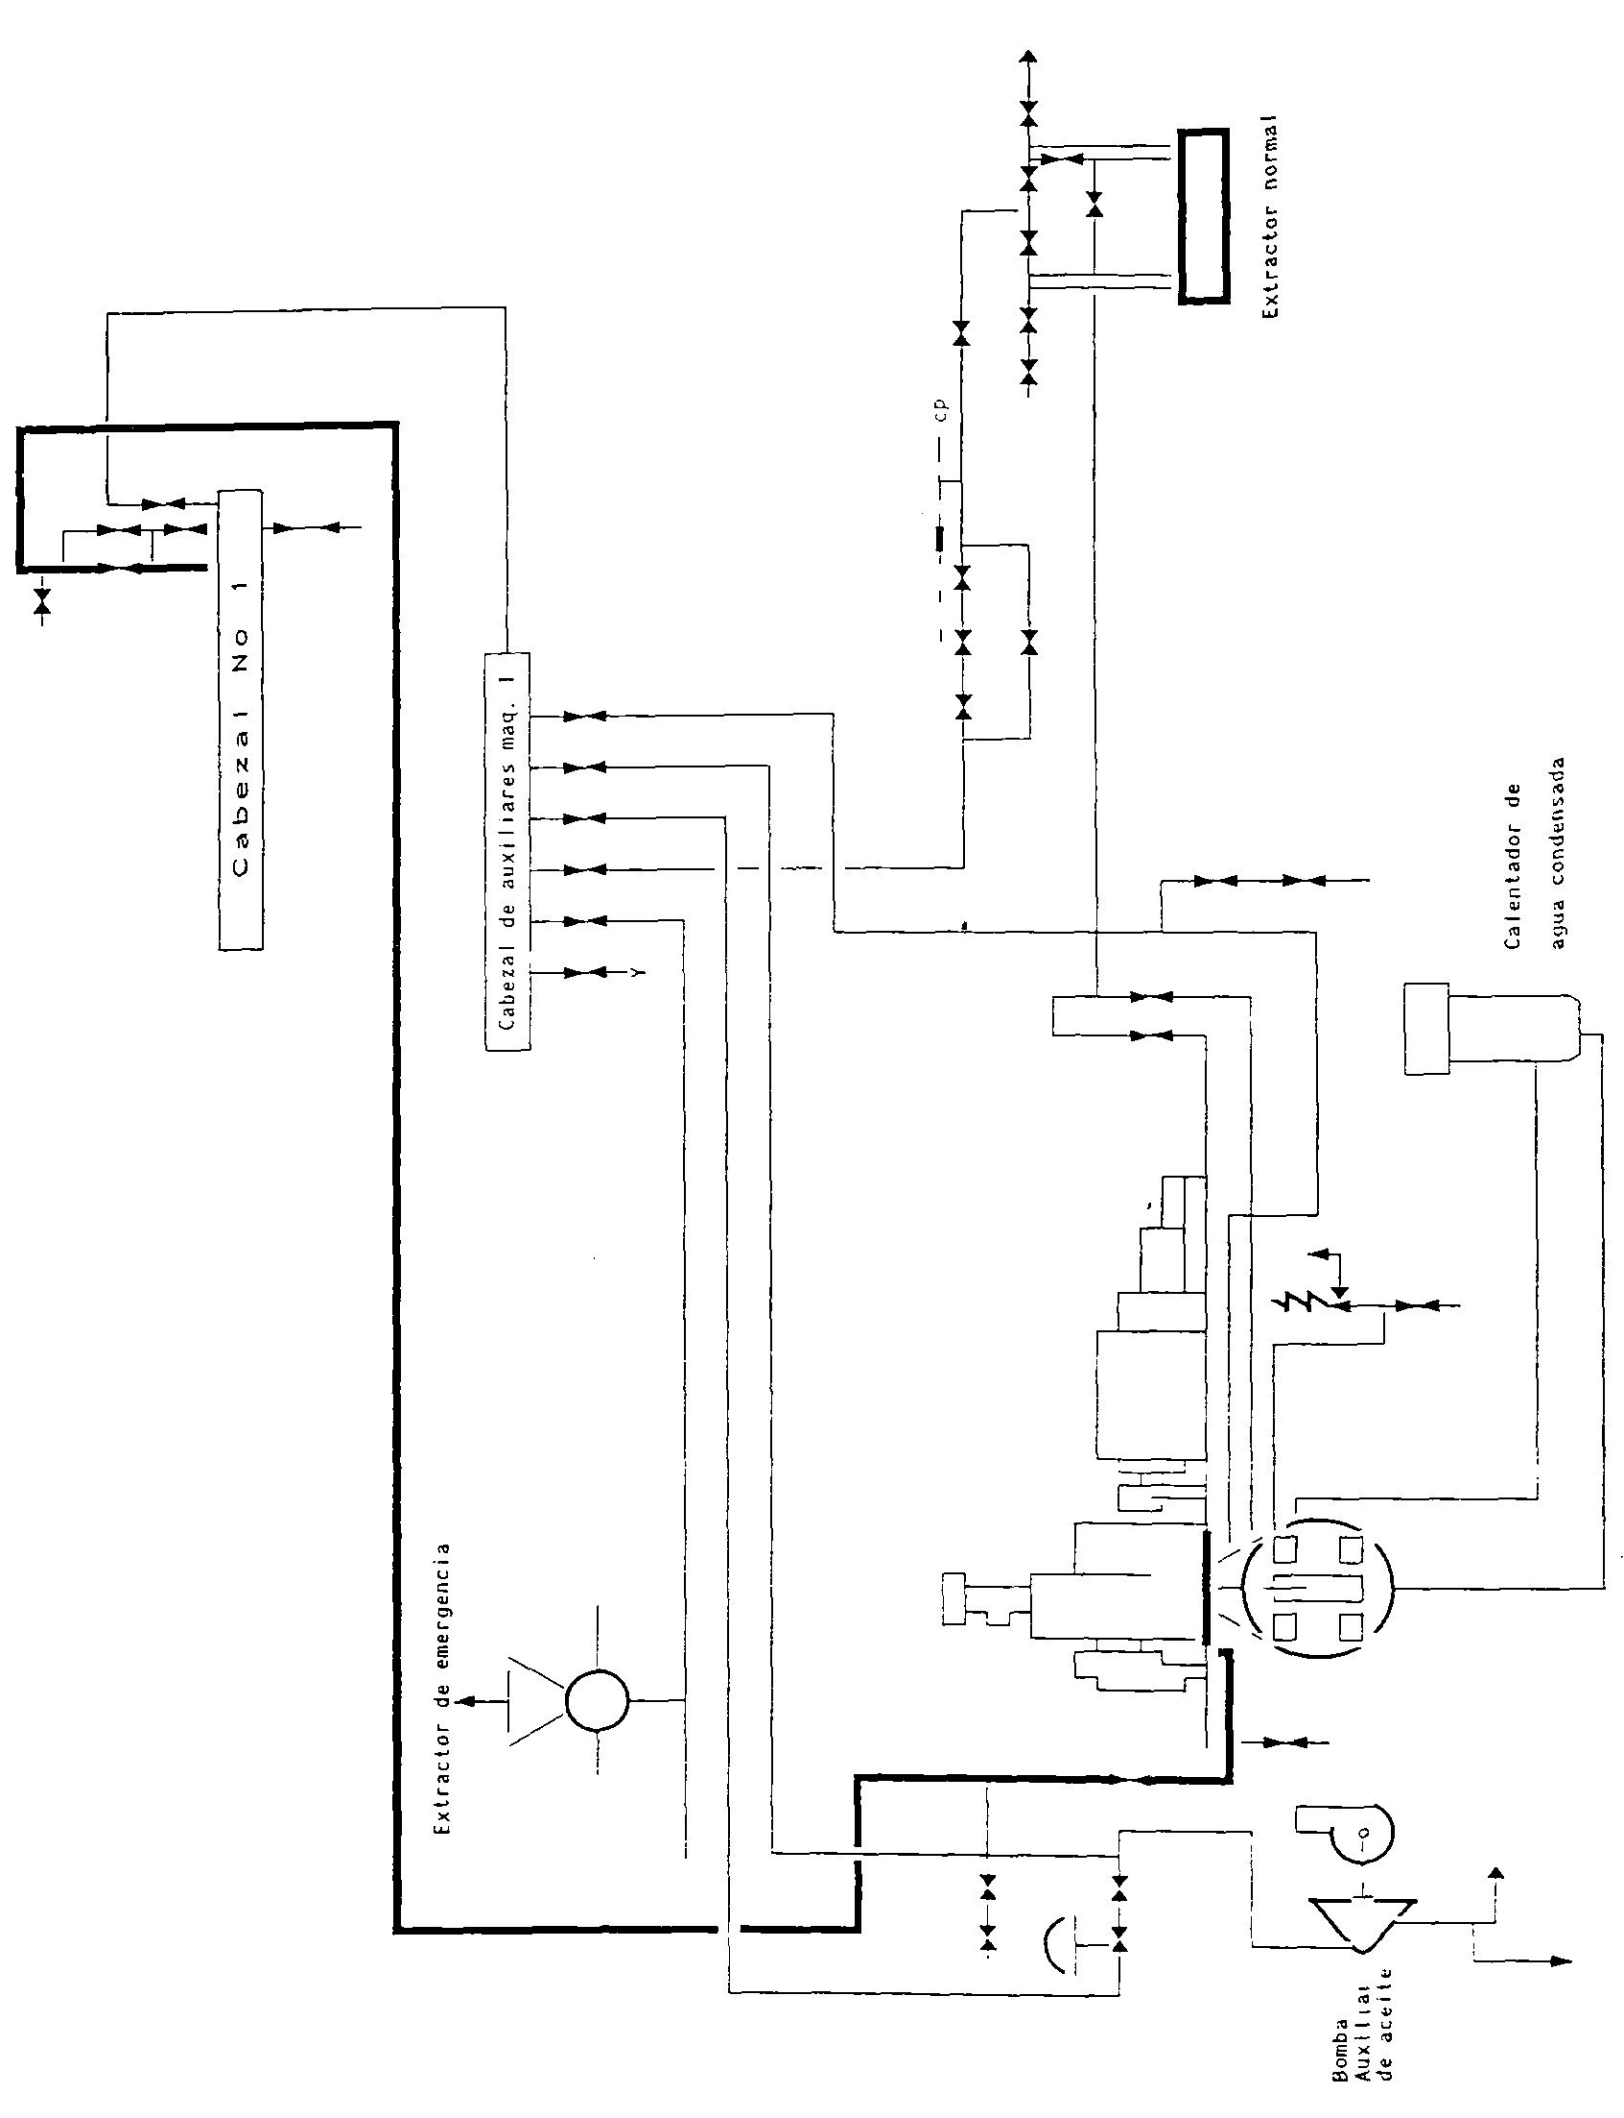 Cabezal No 1
Cabezal de auxiliares maq. 1
Extractor normal
cp
Y
Calentador de
agua condensada
Extractor de emergencia
Bomba
Auxiliar
de aceite